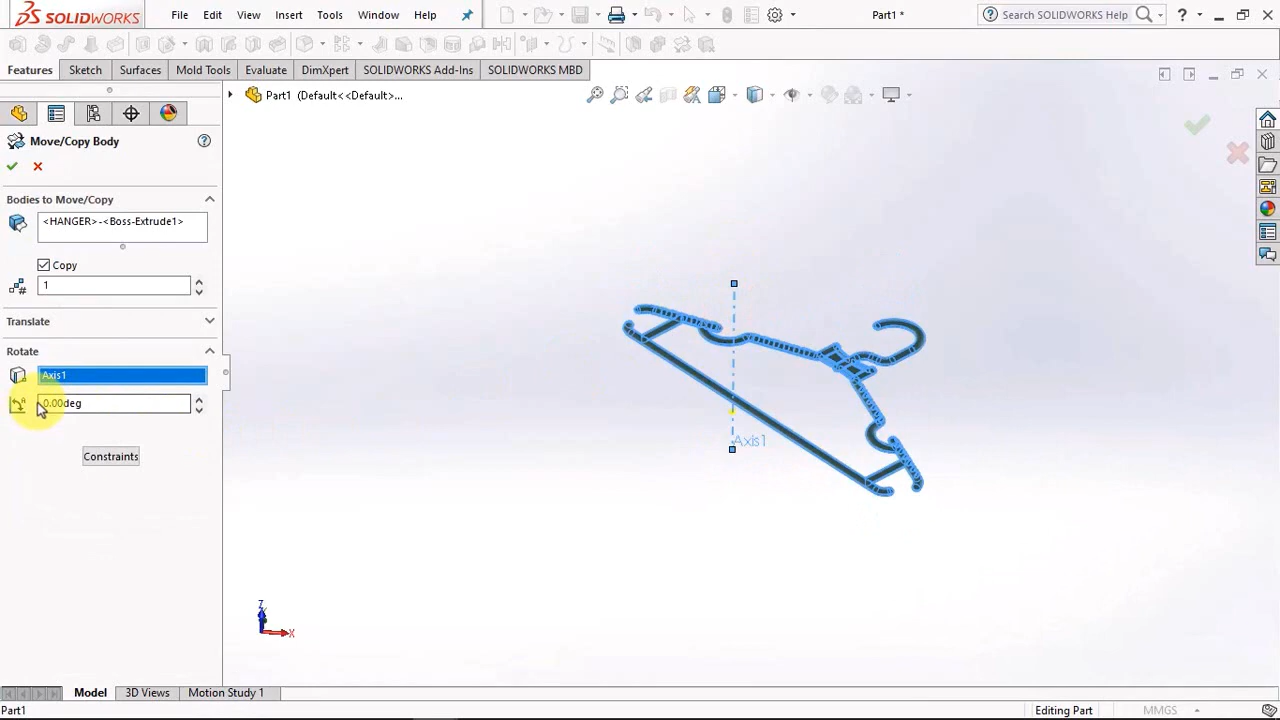 SOLIDWORKS File Edit View Insert Tools Window Help Part1 * Search SOLIDWORKS Help ?
Features Sketch Surfaces Mold Tools Evaluate DimXpert SOLIDWORKS Add-Ins SOLIDWORKS MBD
Part1 (Default<<Default>...
Move/Copy Body ?
Bodies to Move/Copy
<HANGER>-<Boss-Extrude1>
Copy
1
Translate
Rotate
Axis1
0.00deg
Axis1
Constraints
Z
X
Model 3D Views Motion Study 1
Part1 Editing Part MMGS